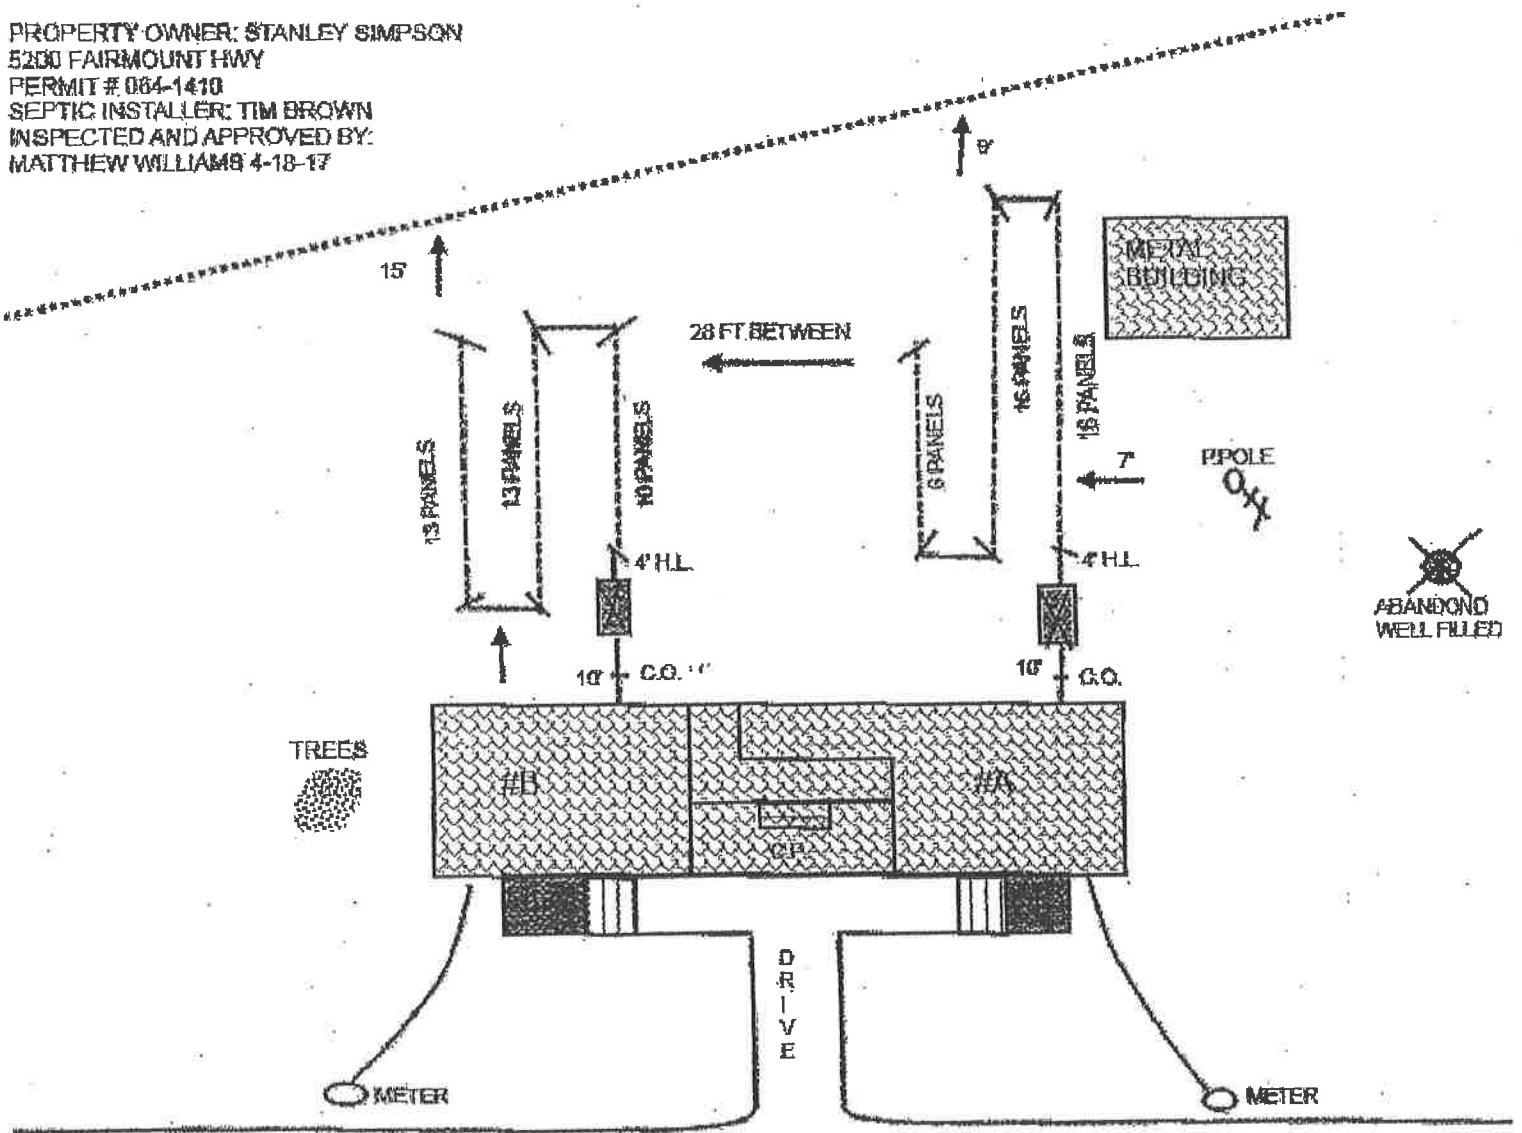 PROPERTY OWNER: STANLEY SIMPSON
5200 FAIRMOUNT HWY
PERMIT # 064-1410
SEPTIC INSTALLER: TIM BROWN
INSPECTED AND APPROVED BY:
MATTHEW WILLIAMS 4-18-17
9'
15'
METAL
BUILDING
28 FT. BETWEEN
16 PANELS
16 PANELS
6 PANELS
13 PANELS
13 PANELS
10 PANELS
7'
P.POLE
4' H.L.
4' H.L.
ABANDOND
WELL FILLED
10'
C.O.
10'
C.O.
TREES
#B
#A
C.P.
DRIVE
METER
METER